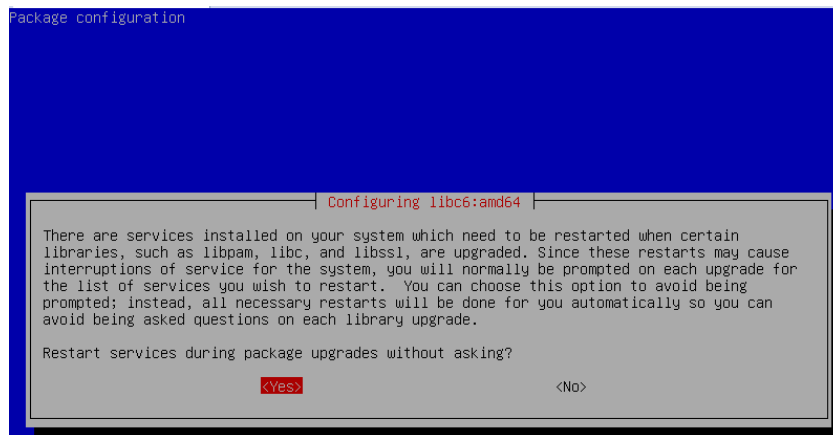 Package configuration
Configuring libc6:amd64
There are services installed on your system which need to be restarted when certain
libraries, such as libpam, libc, and libssl, are upgraded. Since these restarts may cause
interruptions of service for the system, you will normally be prompted on each upgrade for
the list of services you wish to restart.  You can choose this option to avoid being
prompted; instead, all necessary restarts will be done for you automatically so you can
avoid being asked questions on each library upgrade.
Restart services during package upgrades without asking?
<Yes> <No>